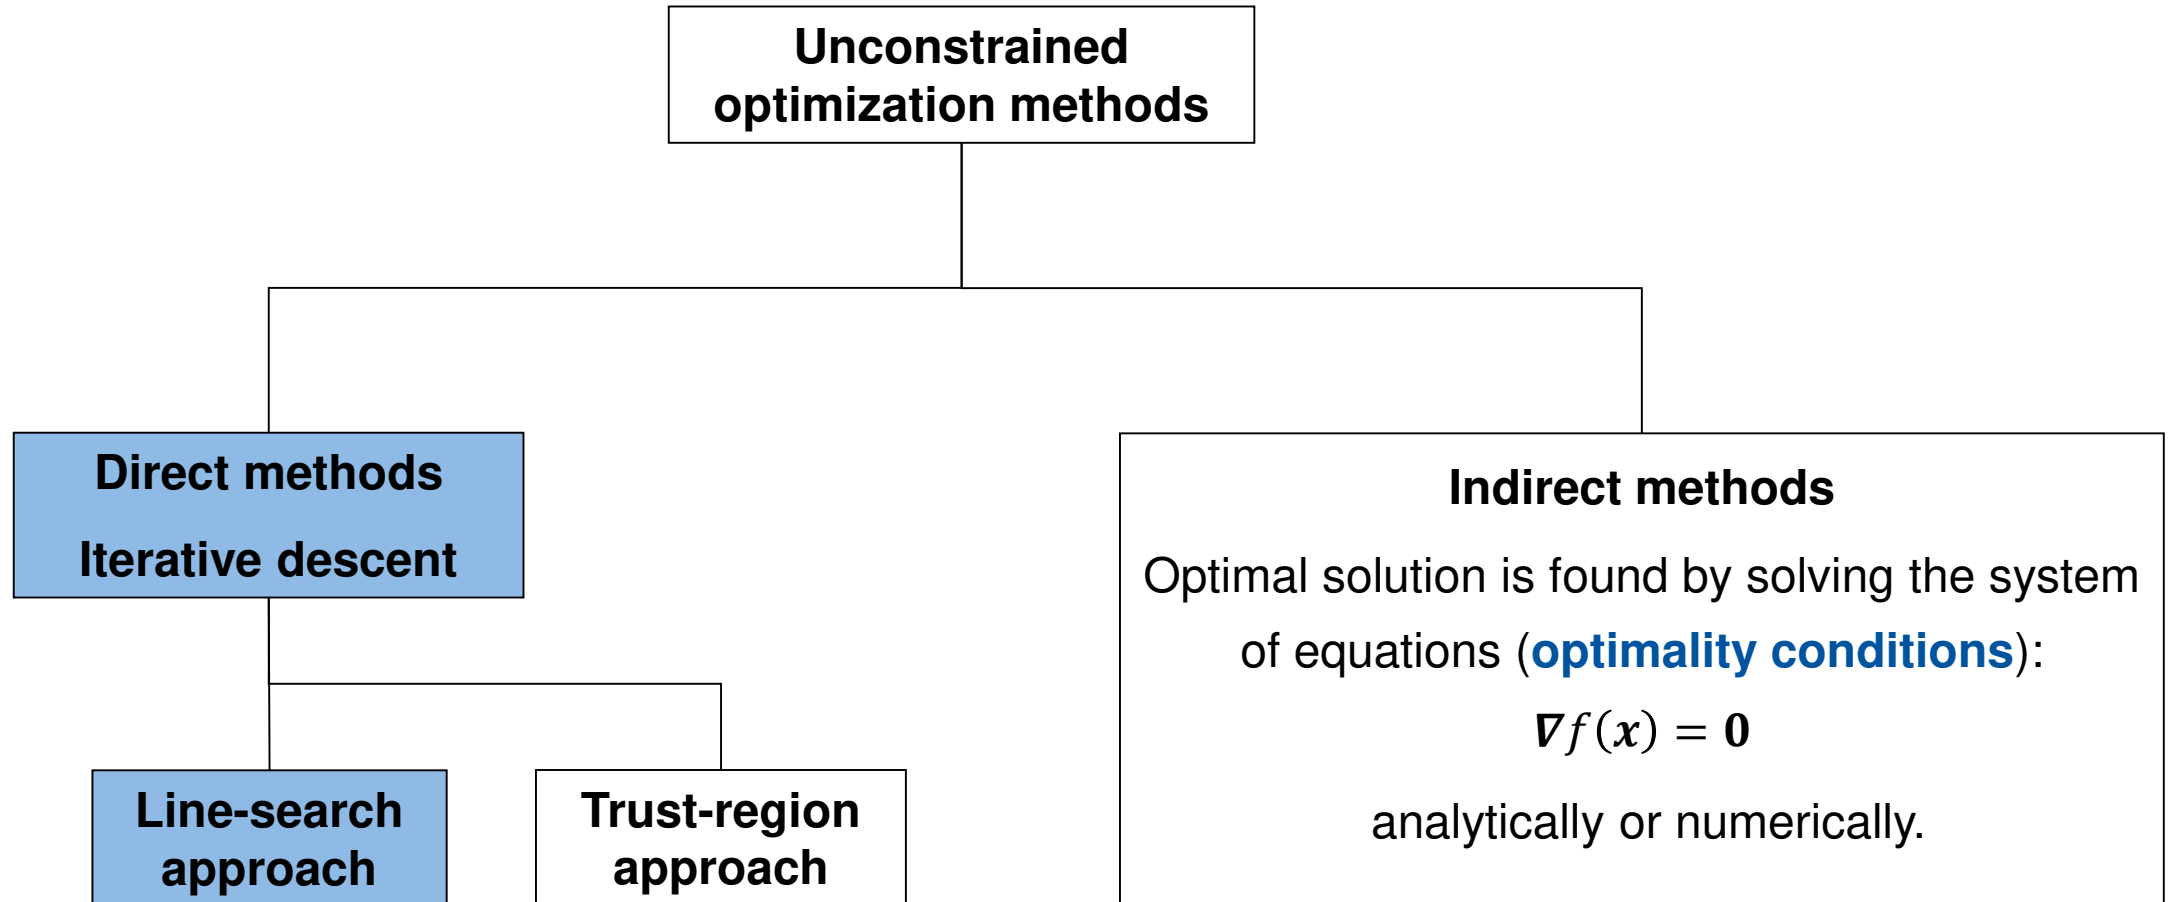 Unconstrained
optimization methods
Direct methods
Iterative descent
Indirect methods
Optimal solution is found by solving the system
of equations (optimality conditions):
∇f(x) = 0
analytically or numerically.
Line-search
approach
Trust-region
approach